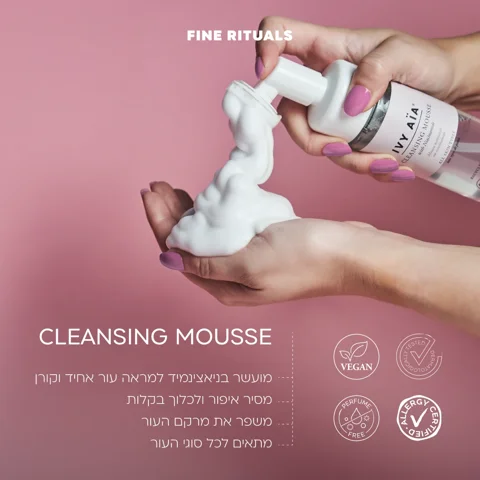 FINE RITUALS
IVY AÏA
CLEANSING MOUSSE
CLEANSING MOUSSE
מועשר בניאצינמיד למראה עור אחיד וקורן
מסיר איפור ולכלוך בקלות
משפר את מרקם העור
מתאים לכל סוגי העור
VEGAN
PERFUME FREE
ALLERGY CERTIFIED